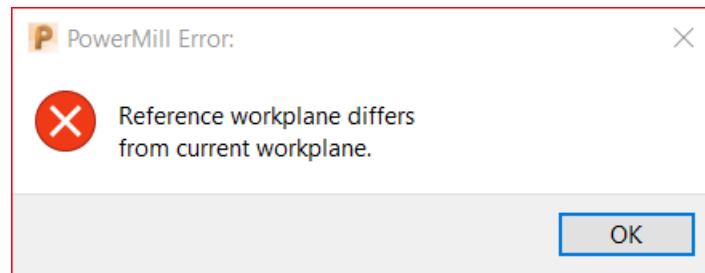 PowerMill Error:
Reference workplane differs
from current workplane.
OK